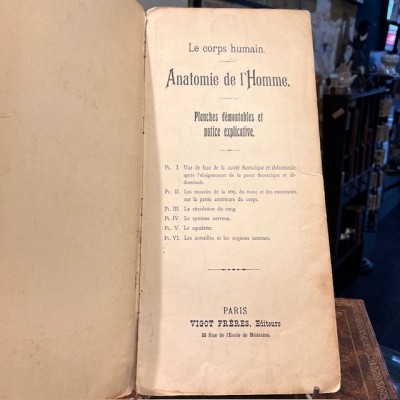 Le corps humain.
Anatomie de l'Homme.
Planches démontables et
notice explicative.
PL. I. Vue de face de la cavité thoracique et abdominale
après l'éloignement de la paroi thoracique et ab-
dominale.
PL. II. Les muscles de la tête, du tronc et des extrémités,
sur la partie antérieure du corps.
PL. III. La circulation du sang.
PL. IV. Le système nerveux.
PL. V. Le squelette.
PL. VI. Les entrailles et les organes internes.
PARIS
VIGOT FRÈRES, Editeurs
23 Rue de l'Ecole de Médecine.